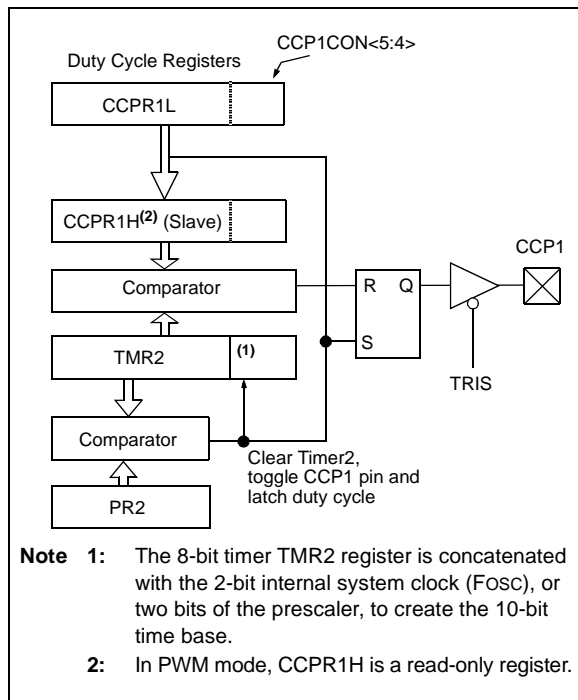 CCP1CON<5:4>
Duty Cycle Registers
CCPR1L
CCPR1H(2) (Slave)
CCP1
Comparator
R Q
TMR2
(1)
S
TRIS
Comparator
Clear Timer2,
toggle CCP1 pin and
latch duty cycle
PR2
Note 1: The 8-bit timer TMR2 register is concatenated
with the 2-bit internal system clock (FOSC), or
two bits of the prescaler, to create the 10-bit
time base.
2: In PWM mode, CCPR1H is a read-only register.